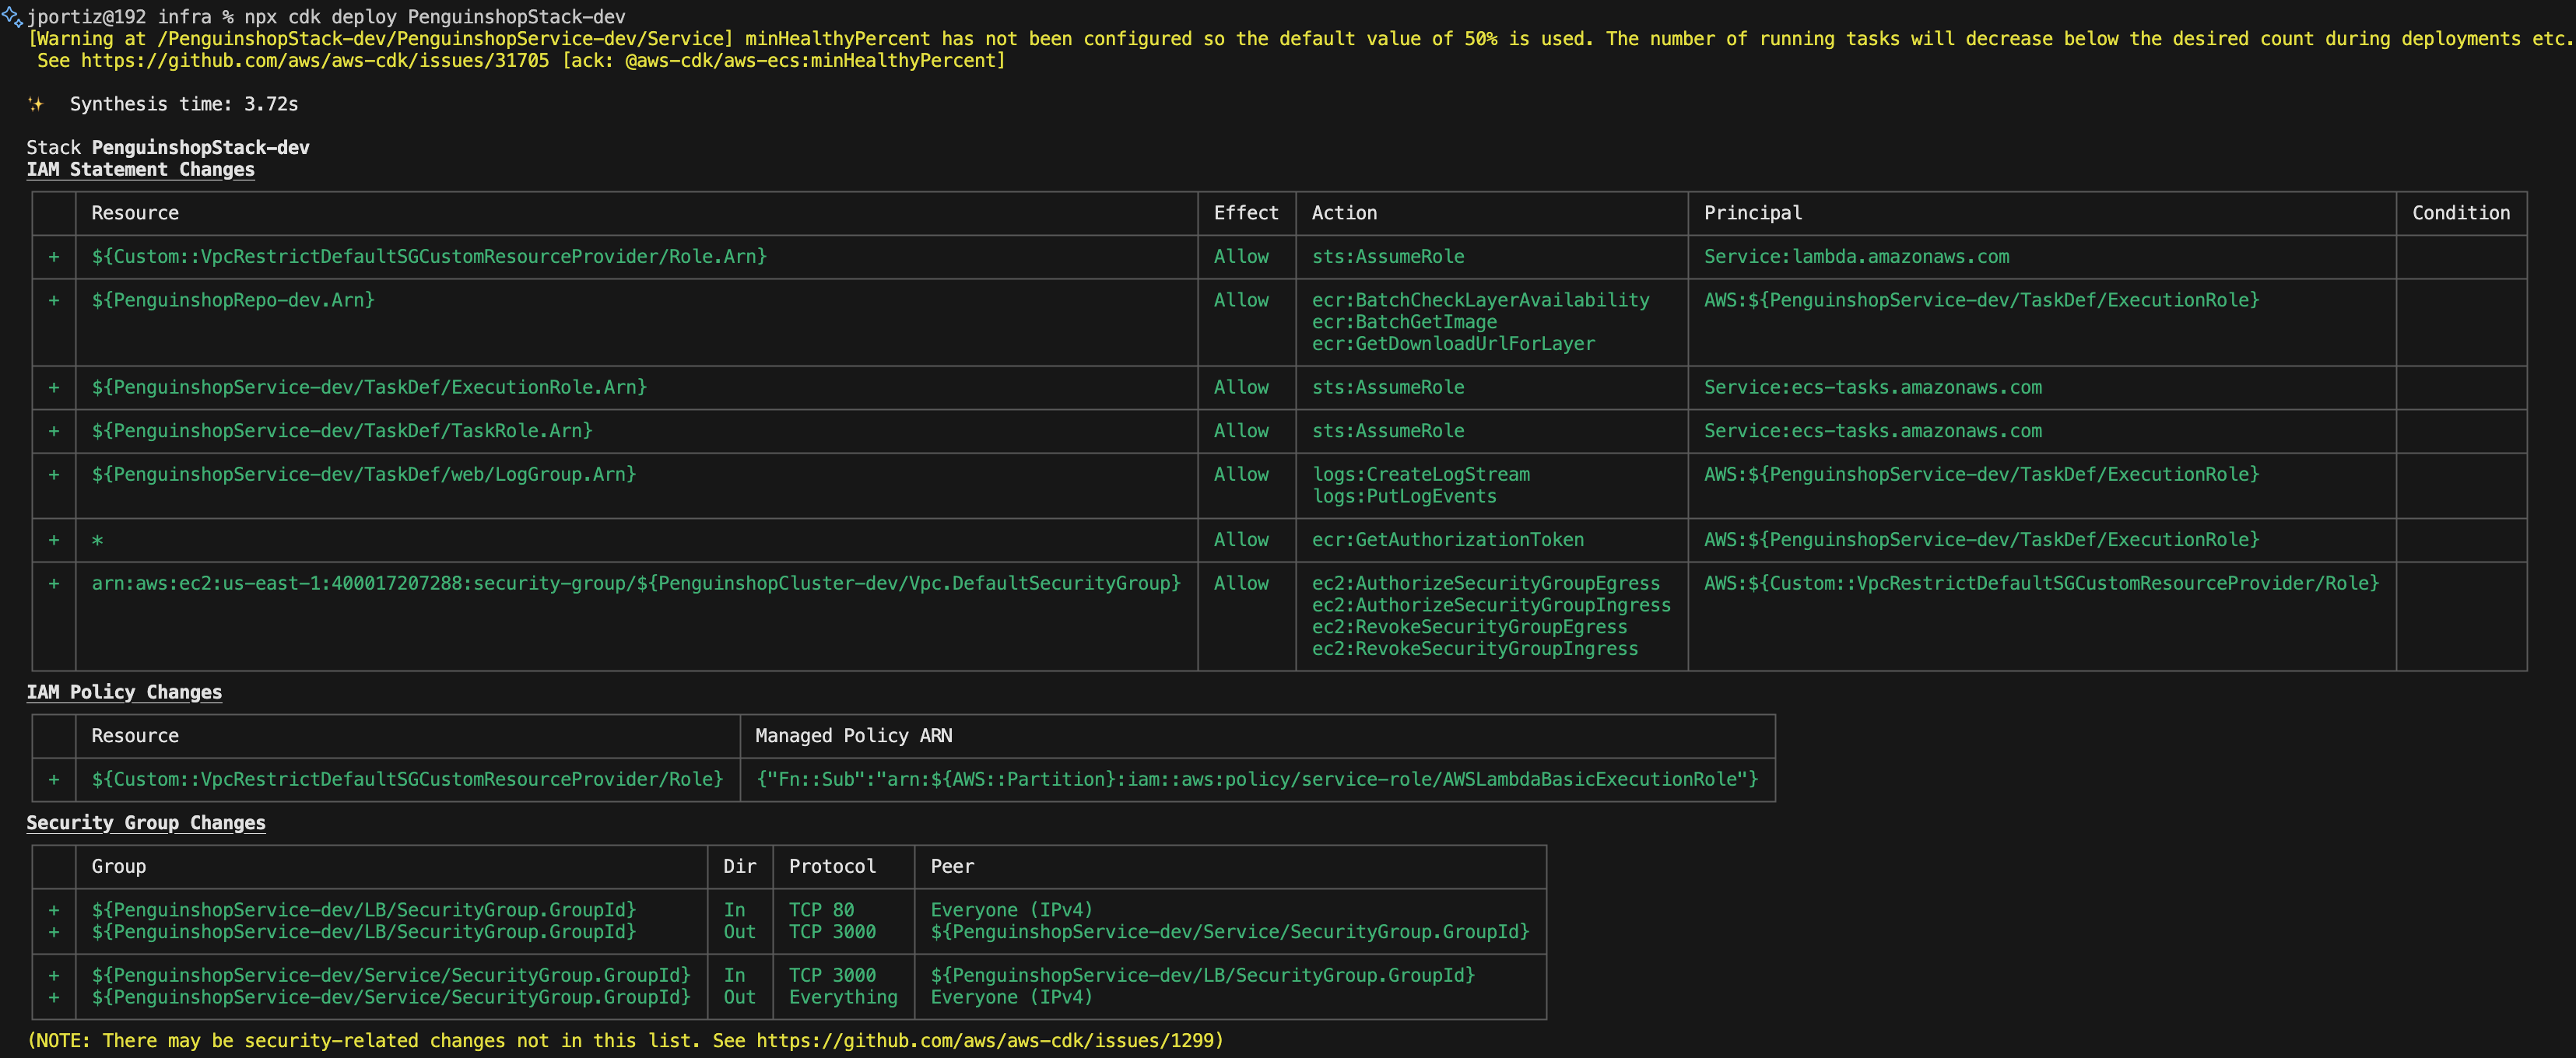 jportiz@192 infra % npx cdk deploy PenguinshopStack-dev
[Warning at /PenguinshopStack-dev/PenguinshopService-dev/Service] minHealthyPercent has not been configured so the default value of 50% is used. The number of running tasks will decrease below the desired count during deployments etc.
See https://github.com/aws/aws-cdk/issues/31705 [ack: @aws-cdk/aws-ecs:minHealthyPercent]
✨ Synthesis time: 3.72s
Stack PenguinshopStack-dev
IAM Statement Changes
Resource Effect Action Principal Condition
+ ${Custom::VpcRestrictDefaultSGCustomResourceProvider/Role.Arn} Allow sts:AssumeRole Service:lambda.amazonaws.com
+ ${PenguinshopRepo-dev.Arn} Allow ecr:BatchCheckLayerAvailability AWS:${PenguinshopService-dev/TaskDef/ExecutionRole}
ecr:BatchGetImage
ecr:GetDownloadUrlForLayer
+ ${PenguinshopService-dev/TaskDef/ExecutionRole.Arn} Allow sts:AssumeRole Service:ecs-tasks.amazonaws.com
+ ${PenguinshopService-dev/TaskDef/TaskRole.Arn} Allow sts:AssumeRole Service:ecs-tasks.amazonaws.com
+ ${PenguinshopService-dev/TaskDef/web/LogGroup.Arn} Allow logs:CreateLogStream AWS:${PenguinshopService-dev/TaskDef/ExecutionRole}
logs:PutLogEvents
+ * Allow ecr:GetAuthorizationToken AWS:${PenguinshopService-dev/TaskDef/ExecutionRole}
+ arn:aws:ec2:us-east-1:400017207288:security-group/${PenguinshopCluster-dev/Vpc.DefaultSecurityGroup} Allow ec2:AuthorizeSecurityGroupEgress AWS:${Custom::VpcRestrictDefaultSGCustomResourceProvider/Role}
ec2:AuthorizeSecurityGroupIngress
ec2:RevokeSecurityGroupEgress
ec2:RevokeSecurityGroupIngress
IAM Policy Changes
Resource Managed Policy ARN
+ ${Custom::VpcRestrictDefaultSGCustomResourceProvider/Role} {"Fn::Sub":"arn:${AWS::Partition}:iam::aws:policy/service-role/AWSLambdaBasicExecutionRole"}
Security Group Changes
Group Dir Protocol Peer
+ ${PenguinshopService-dev/LB/SecurityGroup.GroupId} In TCP 80 Everyone (IPv4)
+ ${PenguinshopService-dev/LB/SecurityGroup.GroupId} Out TCP 3000 ${PenguinshopService-dev/Service/SecurityGroup.GroupId}
+ ${PenguinshopService-dev/Service/SecurityGroup.GroupId} In TCP 3000 ${PenguinshopService-dev/LB/SecurityGroup.GroupId}
+ ${PenguinshopService-dev/Service/SecurityGroup.GroupId} Out Everything Everyone (IPv4)
(NOTE: There may be security-related changes not in this list. See https://github.com/aws/aws-cdk/issues/1299)